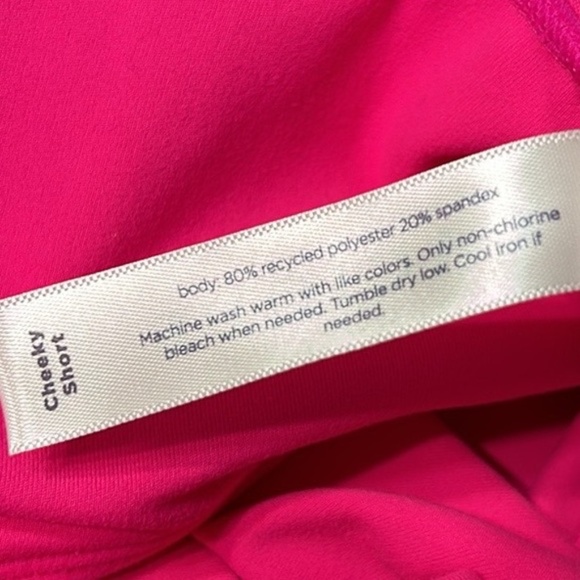 Cheeky
Short
body: 80% recycled polyester 20% spandex
Machine wash warm with like colors. Only non-chlorine
bleach when needed. Tumble dry low. Cool iron if
needed.